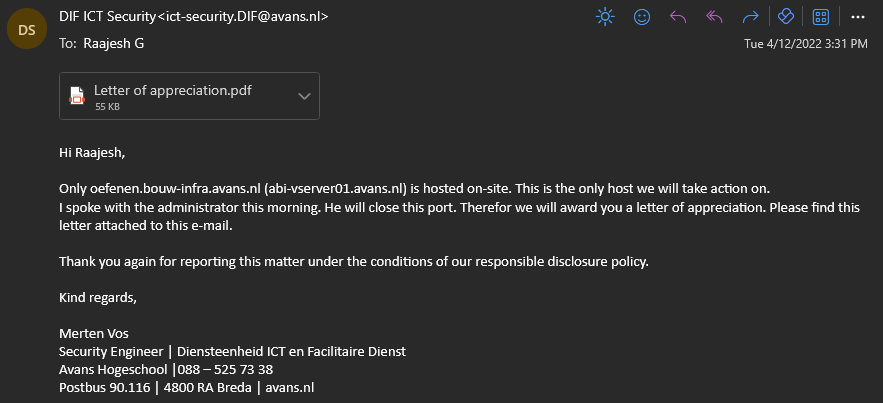 DS
DIF ICT Security<ict-security.DIF@avans.nl>
To: Raajesh G
Tue 4/12/2022 3:31 PM
Letter of appreciation.pdf
55 KB
Hi Raajesh,
Only oefenen.bouw-infra.avans.nl (abi-vserver01.avans.nl) is hosted on-site. This is the only host we will take action on.
I spoke with the administrator this morning. He will close this port. Therefor we will award you a letter of appreciation. Please find this
letter attached to this e-mail.
Thank you again for reporting this matter under the conditions of our responsible disclosure policy.
Kind regards,
Merten Vos
Security Engineer | Diensteenheid ICT en Facilitaire Dienst
Avans Hogeschool |088 – 525 73 38
Postbus 90.116 | 4800 RA Breda | avans.nl